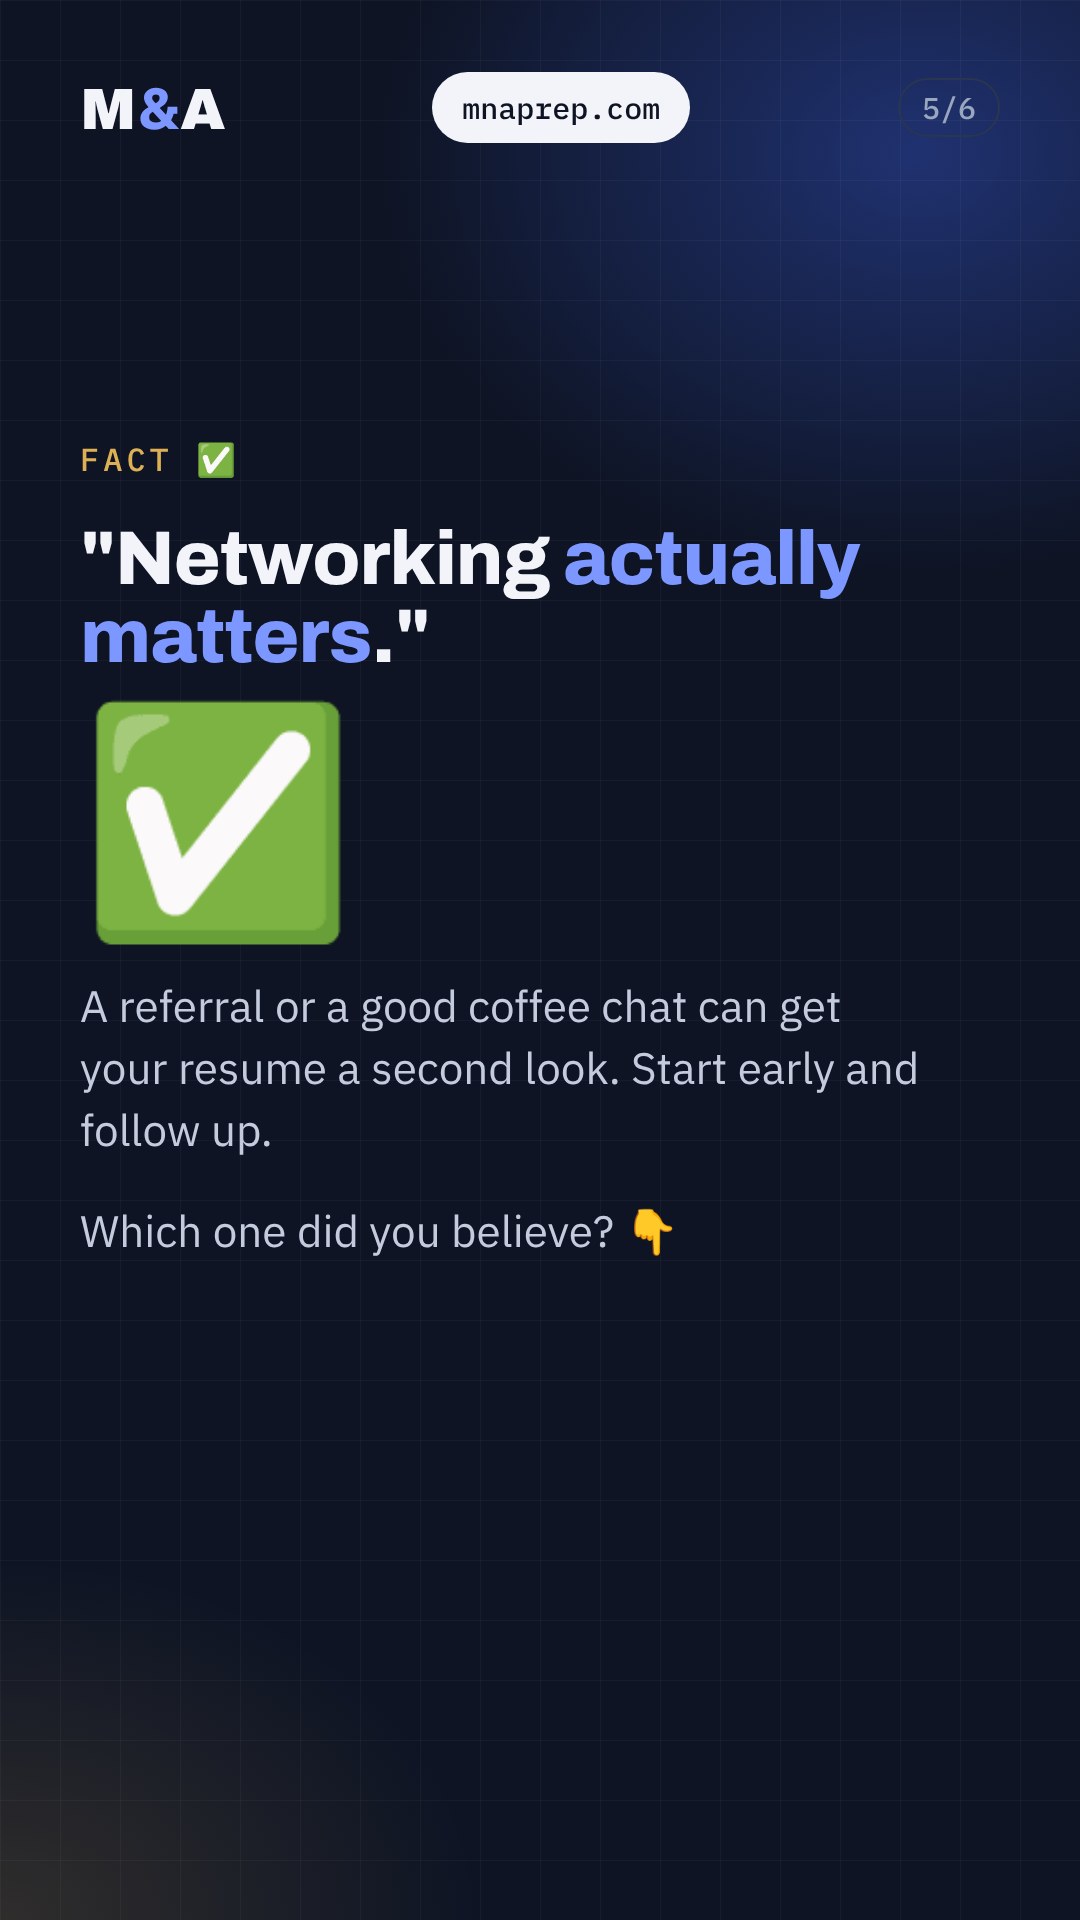 M&A
mnaprep.com
5/6
FACT ✅
"Networking actually
matters."
✅
A referral or a good coffee chat can get
your resume a second look. Start early and
follow up.
Which one did you believe? 👇